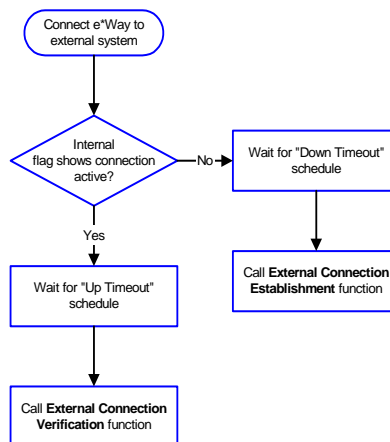 Connect e*Way to
external system
Internal
flag shows connection
active?
No
Wait for "Down Timeout"
schedule
Yes
Call External Connection
Establishment function
Wait for "Up Timeout"
schedule
Call External Connection
Verification function